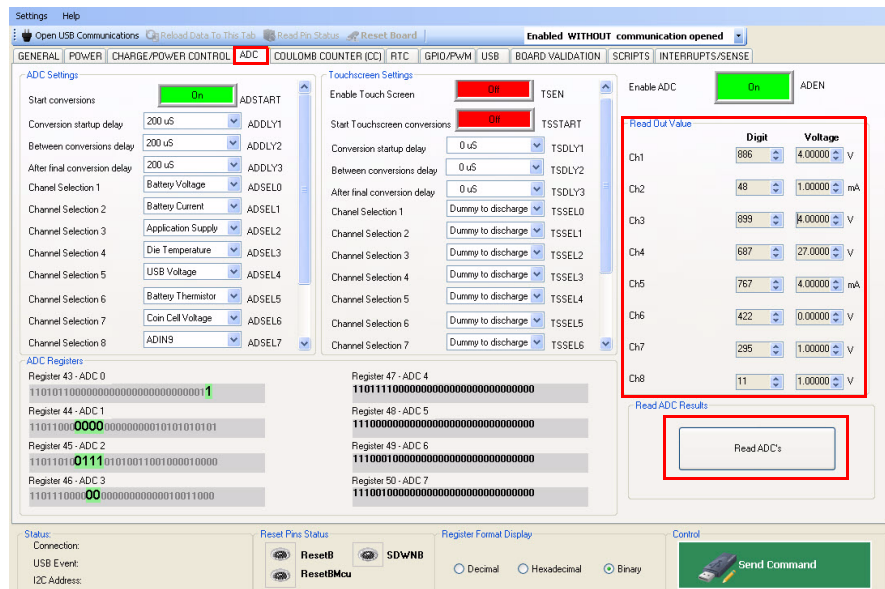 Settings Help
Open USB Communications Reload Data To This Tab Read Pin Status Reset Board Enabled WITHOUT communication opened
GENERAL POWER CHARGE/POWER CONTROL ADC COULOMB COUNTER (CC) RTC GPIO/PWM USB BOARD VALIDATION SCRIPTS INTERRUPTS/SENSE
ADC Settings
Start conversions On ADSTART
Conversion startup delay 200 uS ADDLY1
Between conversions delay 200 uS ADDLY2
After final conversion delay 200 uS ADDLY3
Chanel Selection 1 Battery Voltage ADSEL0
Channel Selection 2 Battery Current ADSEL1
Channel Selection 3 Application Supply ADSEL2
Channel Selection 4 Die Temperature ADSEL3
Channel Selection 5 USB Voltage ADSEL4
Channel Selection 6 Battery Thermistor ADSEL5
Channel Selection 7 Coin Cell Voltage ADSEL6
Channel Selection 8 ADIN9 ADSEL7
Touchscreen Settings
Enable Touch Screen Off TSEN
Start Touchscreen conversions Off TSSTART
Conversion startup delay 0 uS TSDLY1
Between conversions delay 0 uS TSDLY2
After final conversion delay 0 uS TSDLY3
Chanel Selection 1 Dummy to discharge TSSEL0
Channel Selection 2 Dummy to discharge TSSEL1
Channel Selection 3 Dummy to discharge TSSEL2
Channel Selection 4 Dummy to discharge TSSEL3
Channel Selection 5 Dummy to discharge TSSEL4
Channel Selection 6 Dummy to discharge TSSEL5
Channel Selection 7 Dummy to discharge TSSEL6
Enable ADC On ADEN
Read Out Value
Digit Voltage
Ch1 886 4.00000 V
Ch2 48 1.00000 mA
Ch3 899 4.00000 V
Ch4 687 27.0000 V
Ch5 767 4.00000 mA
Ch6 422 0.00000 V
Ch7 295 1.00000 V
Ch8 11 1.00000 V
Read ADC Results
Read ADC's
ADC Registers
Register 43 - ADC 0
Register 44 - ADC 1
Register 45 - ADC 2
Register 46 - ADC 3
Register 47 - ADC 4
Register 48 - ADC 5
Register 49 - ADC 6
Register 50 - ADC 7
Status:
Connection:
USB Event:
I2C Address:
Reset Pins Status
ResetB SDWNB
ResetBMcu
Register Format Display
Decimal Hexadecimal Binary
Control
Send Command